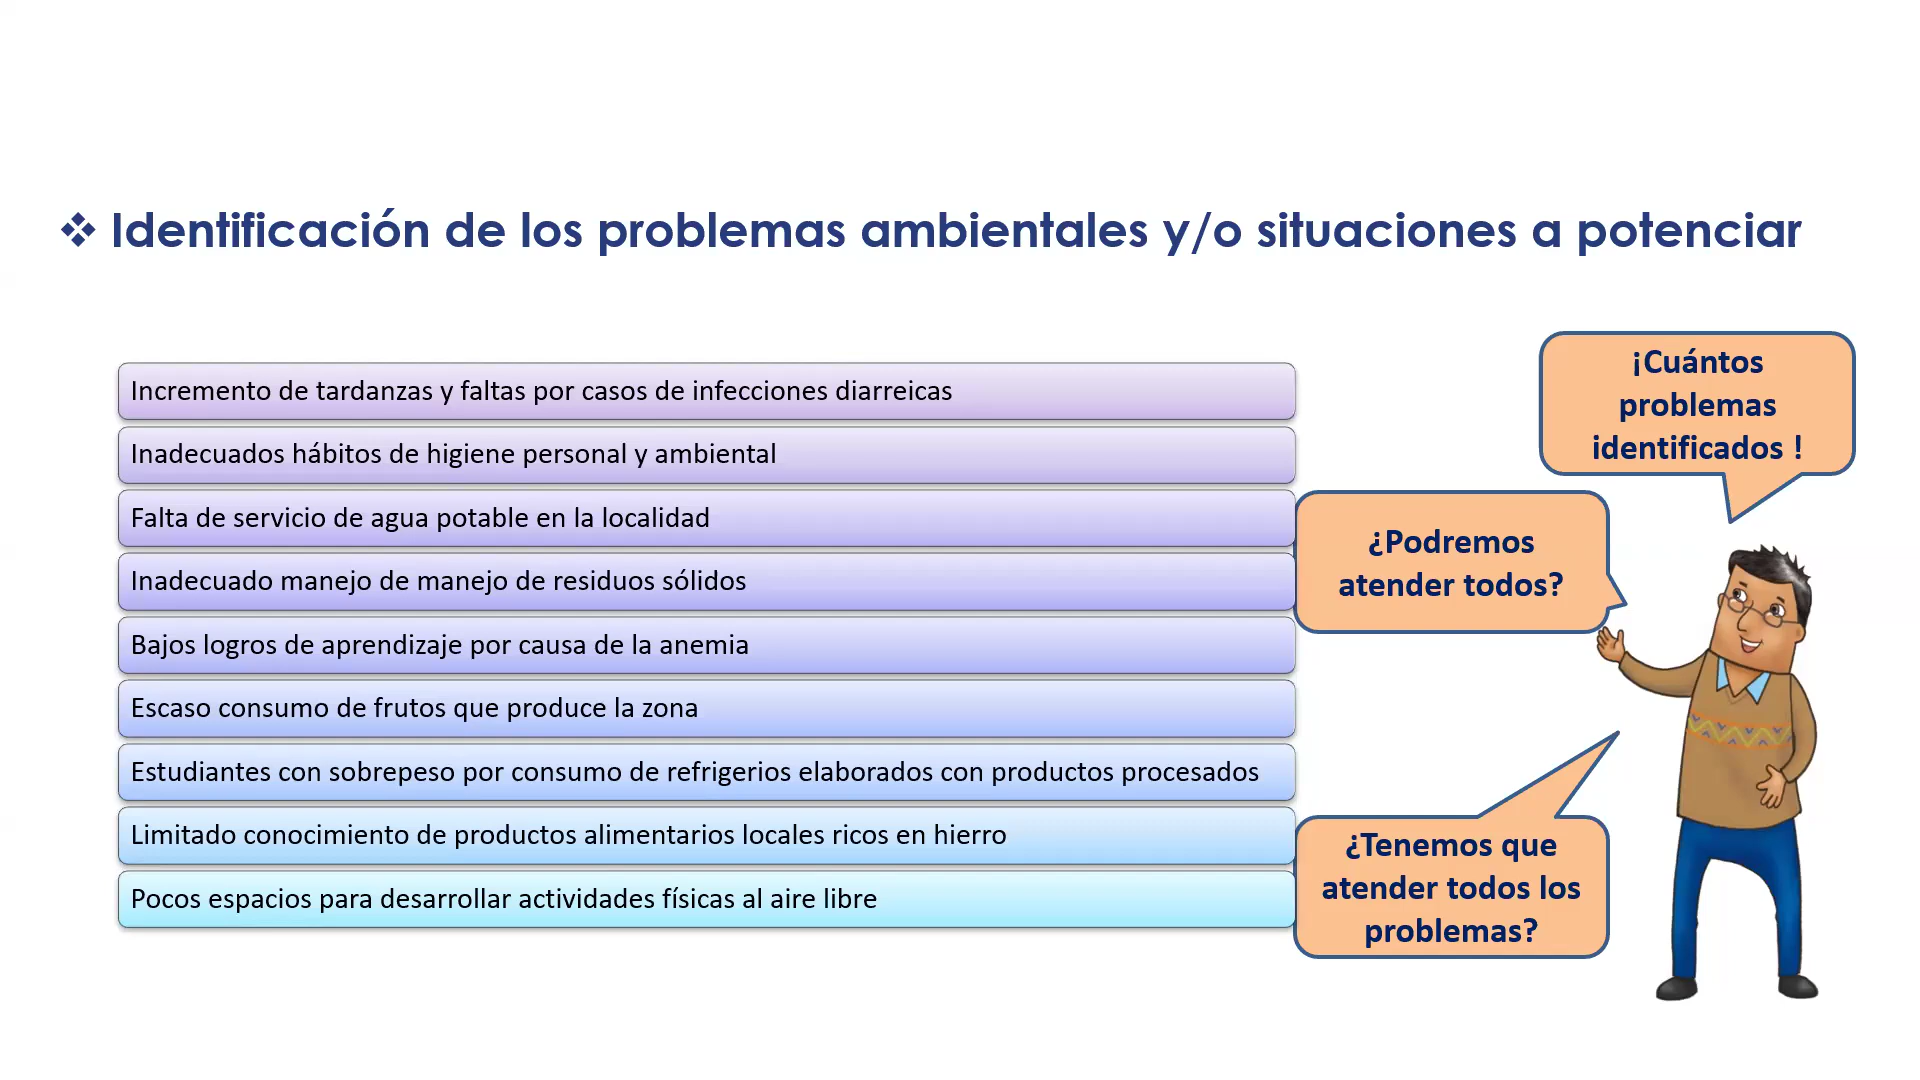 ❖ Identificación de los problemas ambientales y/o situaciones a potenciar
Incremento de tardanzas y faltas por casos de infecciones diarreicas
Inadecuados hábitos de higiene personal y ambiental
Falta de servicio de agua potable en la localidad
Inadecuado manejo de manejo de residuos sólidos
Bajos logros de aprendizaje por causa de la anemia
Escaso consumo de frutos que produce la zona
Estudiantes con sobrepeso por consumo de refrigerios elaborados con productos procesados
Limitado conocimiento de productos alimentarios locales ricos en hierro
Pocos espacios para desarrollar actividades físicas al aire libre
¡Cuántos
problemas
identificados !
¿Podremos
atender todos?
¿Tenemos que
atender todos los
problemas?